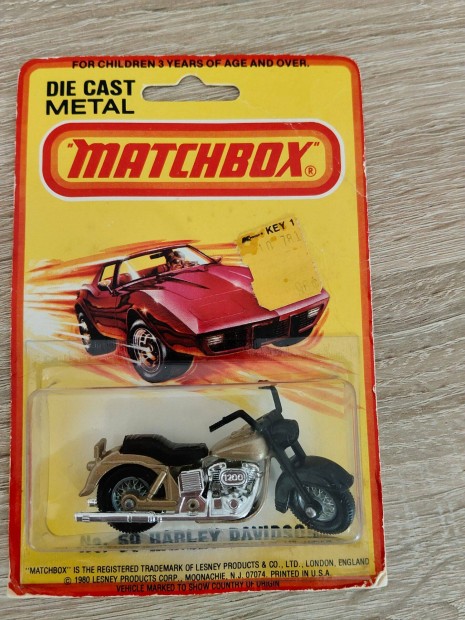 FOR CHILDREN 3 YEARS OF AGE AND OVER.
DIE CAST
METAL
"MATCHBOX"®
KEY 1
1200
No. 50 HARLEY DAVIDSON
"MATCHBOX" IS THE REGISTERED TRADEMARK OF LESNEY PRODUCTS & CO., LTD., LONDON, ENGLAND
© 1980 LESNEY PRODUCTS CORP., MOONACHIE, N.J. 07074. PRINTED IN U.S.A.
VEHICLE MARKED TO SHOW COUNTRY OF ORIGIN